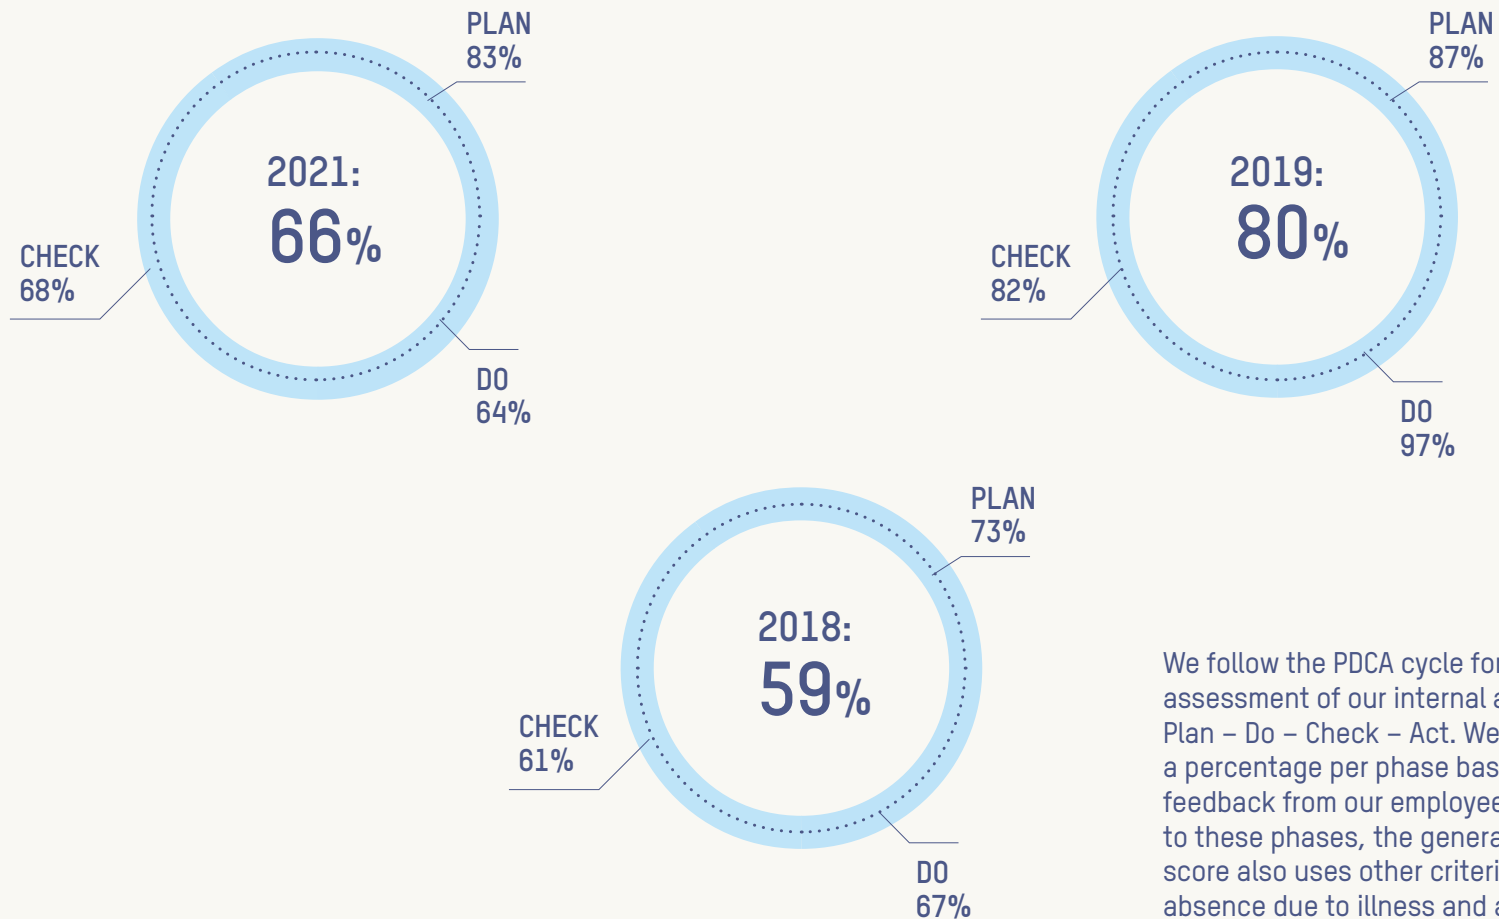 PLAN
83%
2021:
66%
CHECK
68%
DO
64%
PLAN
87%
2019:
80%
CHECK
82%
DO
97%
PLAN
73%
2018:
59%
CHECK
61%
DO
67%
We follow the PDCA cycle for
assessment of our internal
Plan – Do – Check – Act. We
a percentage per phase
feedback from our
to these phases, the
score also uses other
absence due to illness and